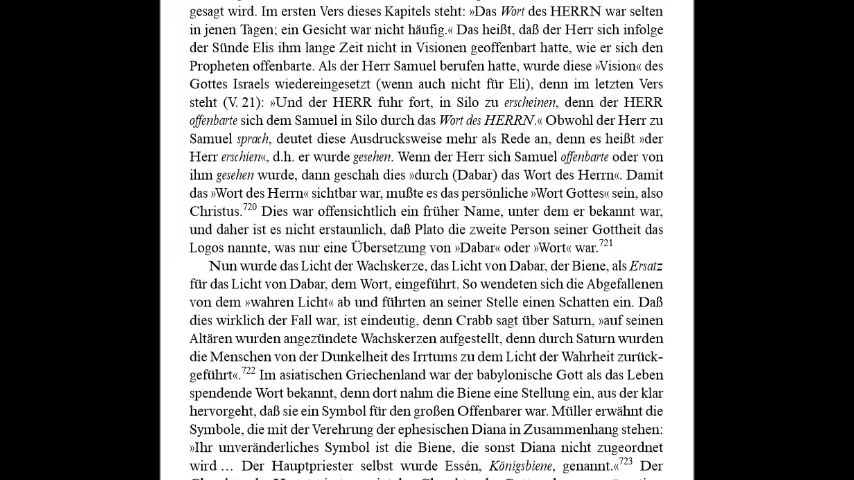 gesagt wird. Im ersten Vers dieses Kapitels steht: »Das Wort des HERRN war selten
in jenen Tagen; ein Gesicht war nicht häufig.« Das heißt, daß der Herr sich infolge
der Sünde Elis ihm lange Zeit nicht in Visionen geoffenbart hatte, wie er sich den
Propheten offenbarte. Als der Herr Samuel berufen hatte, wurde diese »Vision« des
Gottes Israels wiedereingesetzt (wenn auch nicht für Eli), denn im letzten Vers
steht (V. 21): »Und der HERR fuhr fort, in Silo zu erscheinen, denn der HERR
offenbarte sich dem Samuel in Silo durch das Wort des HERRN.« Obwohl der Herr zu
Samuel sprach, deutet diese Ausdrucksweise mehr als Rede an, denn es heißt »der
Herr erschien«, d.h. er wurde gesehen. Wenn der Herr sich Samuel offenbarte oder von
ihm gesehen wurde, dann geschah dies »durch (Dabar) das Wort des Herrn«. Damit
das »Wort des Herrn« sichtbar war, mußte es das persönliche »Wort Gottes« sein, also
Christus.720 Dies war offensichtlich ein früher Name, unter dem er bekannt war,
und daher ist es nicht erstaunlich, daß Plato die zweite Person seiner Gottheit das
Logos nannte, was nur eine Übersetzung von »Dabar« oder »Wort« war.721
Nun wurde das Licht der Wachskerze, das Licht von Dabar, der Biene, als Ersatz
für das Licht von Dabar, dem Wort, eingeführt. So wendeten sich die Abgefallenen
von dem »wahren Licht« ab und führten an seiner Stelle einen Schatten ein. Daß
dies wirklich der Fall war, ist eindeutig, denn Crabb sagt über Saturn, »auf seinen
Altären wurden angezündete Wachskerzen aufgestellt, denn durch Saturn wurden
die Menschen von der Dunkelheit des Irrtums zu dem Licht der Wahrheit zurück-
geführt«.722 Im asiatischen Griechenland war der babylonische Gott als das Leben
spendende Wort bekannt, denn dort nahm die Biene eine Stellung ein, aus der klar
hervorgeht, daß sie ein Symbol für den großen Offenbarer war. Müller erwähnt die
Symbole, die mit der Verehrung der ephesischen Diana in Zusammenhang stehen:
»Ihr unveränderliches Symbol ist die Biene, die sonst Diana nicht zugeordnet
wird ... Der Hauptpriester selbst wurde Essén, Königsbiene, genannt.«723 Der